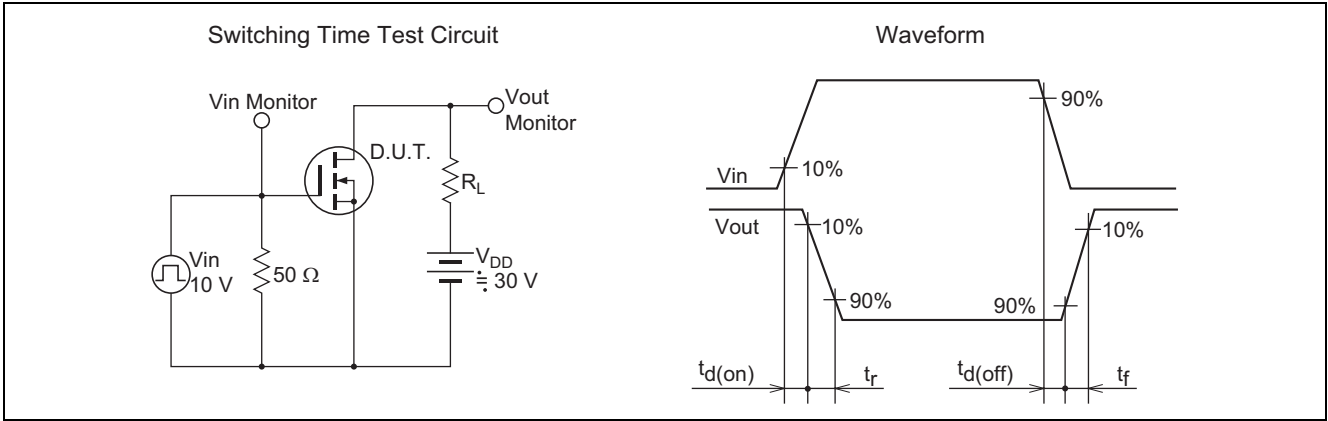 Switching Time Test Circuit
Vin Monitor
Vout
Monitor
D.U.T.
RL
Vin
10 V
50 Ω
VDD
≒ 30 V
Waveform
Vin
10%
90%
Vout
10%
90%
90%
10%
td(on)
tr
td(off)
tf